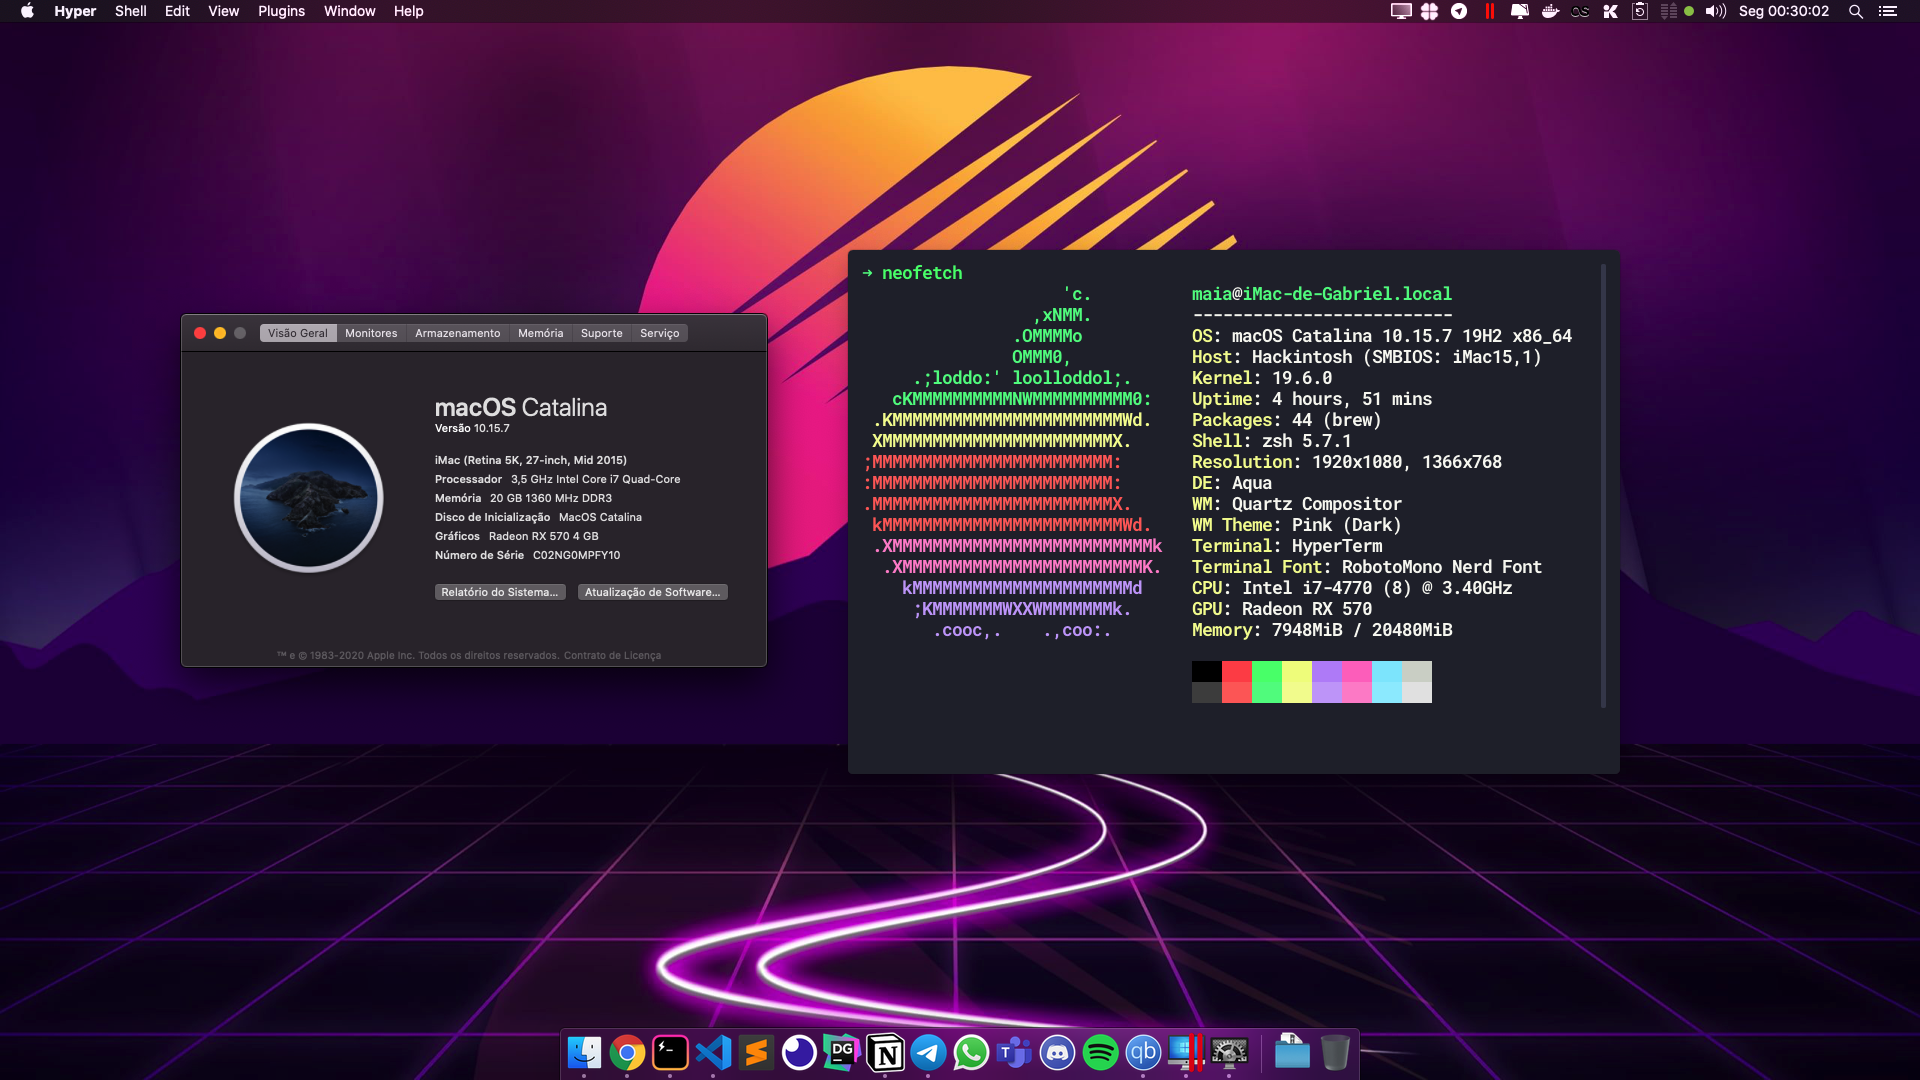 Hyper Shell Edit View Plugins Window Help
Seg 00:30:02
Visão Geral Monitores Armazenamento Memória Suporte Serviço
macOS Catalina
Versão 10.15.7
iMac (Retina 5K, 27-inch, Mid 2015)
Processador 3,5 GHz Intel Core i7 Quad-Core
Memória 20 GB 1360 MHz DDR3
Disco de Inicialização MacOS Catalina
Gráficos Radeon RX 570 4 GB
Número de Série C02NG0MPFY10
Relatório do Sistema... Atualização de Software...
™ e © 1983-2020 Apple Inc. Todos os direitos reservados. Contrato de Licença
➜ neofetch
'c. maia@iMac-de-Gabriel.local
,xNMM. --------------------------
.OMMMMo OS: macOS Catalina 10.15.7 19H2 x86_64
OMMM0, Host: Hackintosh (SMBIOS: iMac15,1)
.;loddo:' loolloddol;. Kernel: 19.6.0
cKMMMMMMMMMMNWMMMMMMMMMM0: Uptime: 4 hours, 51 mins
.KMMMMMMMMMMMMMMMMMMMMMMMWd. Packages: 44 (brew)
XMMMMMMMMMMMMMMMMMMMMMMMX. Shell: zsh 5.7.1
;MMMMMMMMMMMMMMMMMMMMMMMM: Resolution: 1920x1080, 1366x768
:MMMMMMMMMMMMMMMMMMMMMMMM: DE: Aqua
.MMMMMMMMMMMMMMMMMMMMMMMMX. WM: Quartz Compositor
kMMMMMMMMMMMMMMMMMMMMMMMMWd. WM Theme: Pink (Dark)
.XMMMMMMMMMMMMMMMMMMMMMMMMMMk Terminal: HyperTerm
.XMMMMMMMMMMMMMMMMMMMMMMMMK. Terminal Font: RobotoMono Nerd Font
kMMMMMMMMMMMMMMMMMMMMMMd CPU: Intel i7-4770 (8) @ 3.40GHz
;KMMMMMMMWXXWMMMMMMMk. GPU: Radeon RX 570
.cooc,. .,coo:. Memory: 7948MiB / 20480MiB
DG
N
T
qb